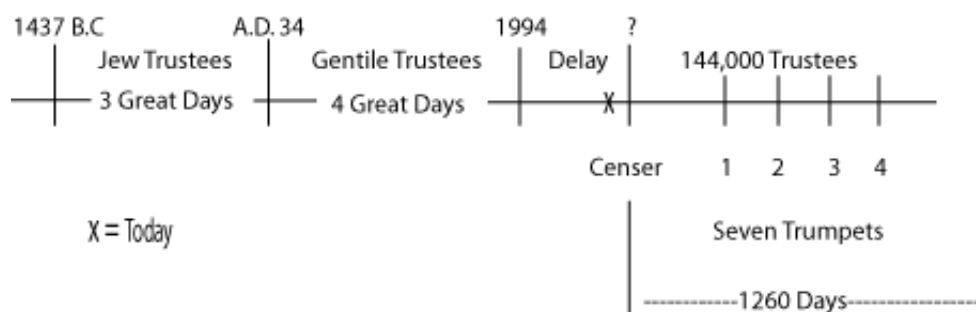 1437 B.C A.D. 34 1994 ?
Jew Trustees Gentile Trustees Delay 144,000 Trustees
3 Great Days 4 Great Days X
Censer 1 2 3 4
X = Today Seven Trumpets
1260 Days